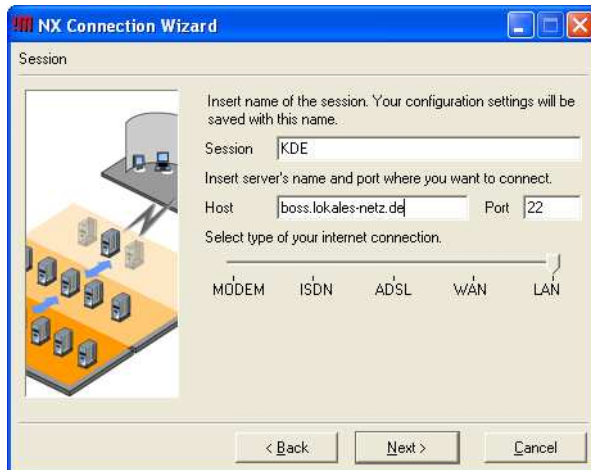 NX Connection Wizard
Session
Insert name of the session. Your configuration settings will be
saved with this name.
Session KDE
Insert server's name and port where you want to connect.
Host boss.lokales-netz.de Port 22
Select type of your internet connection.
MODEM ISDN ADSL WAN LAN
< Back Next > Cancel